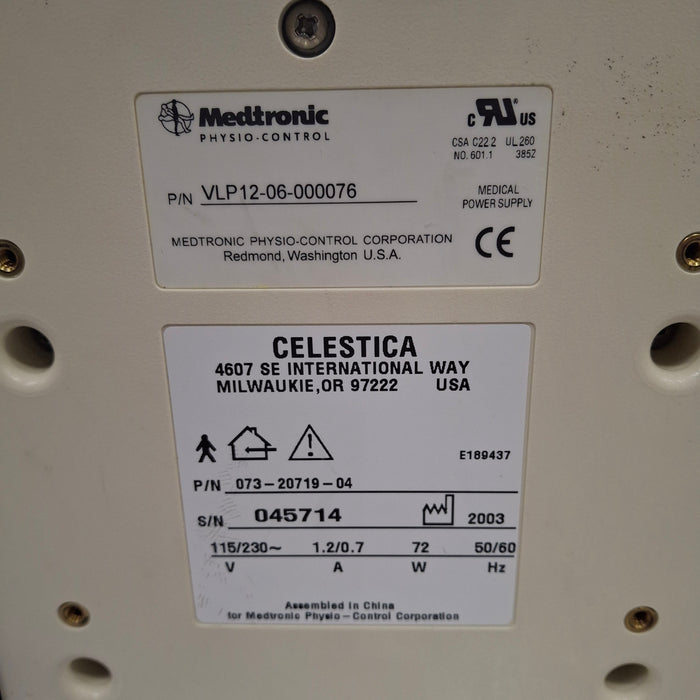 Medtronic
PHYSIO-CONTROL
c RU® US
CSA C22.2 UL 260
NO. 601.1 3852
P/N VLP12-06-000076
MEDICAL
POWER SUPPLY
MEDTRONIC PHYSIO-CONTROL CORPORATION
Redmond, Washington U.S.A.
CE
CELESTICA
4607 SE INTERNATIONAL WAY
MILWAUKIE,OR 97222 USA
E189437
P/N 073-20719-04
S/N 045714 2003
115/230~ 1.2/0.7 72 50/60
V A W Hz
Assembled in China
for Medtronic Physio-Control Corporation